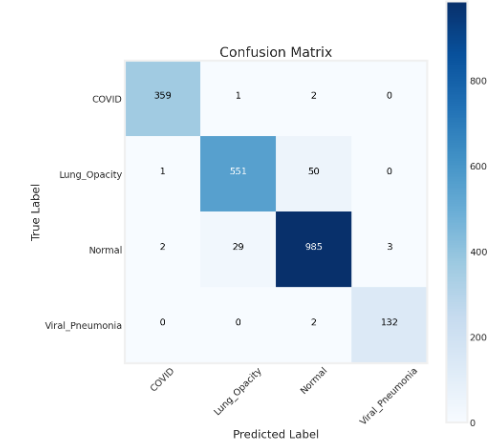 Confusion Matrix
COVID 359 1 2 0
Lung_Opacity 1 551 50 0
Normal 2 29 985 3
Viral_Pneumonia 0 0 2 132
True Label
COVID Lung_Opacity Normal Viral_Pneumonia
Predicted Label
800
600
400
200
0